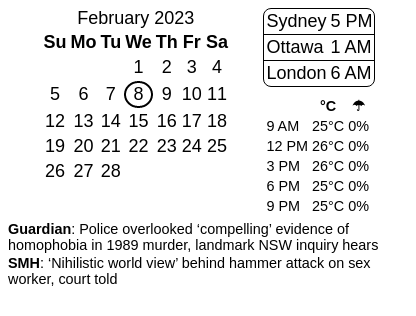 February 2023
Su Mo Tu We Th Fr Sa
1 2 3 4
5 6 7 8 9 10 11
12 13 14 15 16 17 18
19 20 21 22 23 24 25
26 27 28
Sydney 5 PM
Ottawa 1 AM
London 6 AM
°C ☂
9 AM 25°C 0%
12 PM 26°C 0%
3 PM 26°C 0%
6 PM 25°C 0%
9 PM 25°C 0%
Guardian: Police overlooked ‘compelling’ evidence of
homophobia in 1989 murder, landmark NSW inquiry hears
SMH: ‘Nihilistic world view’ behind hammer attack on sex
worker, court told